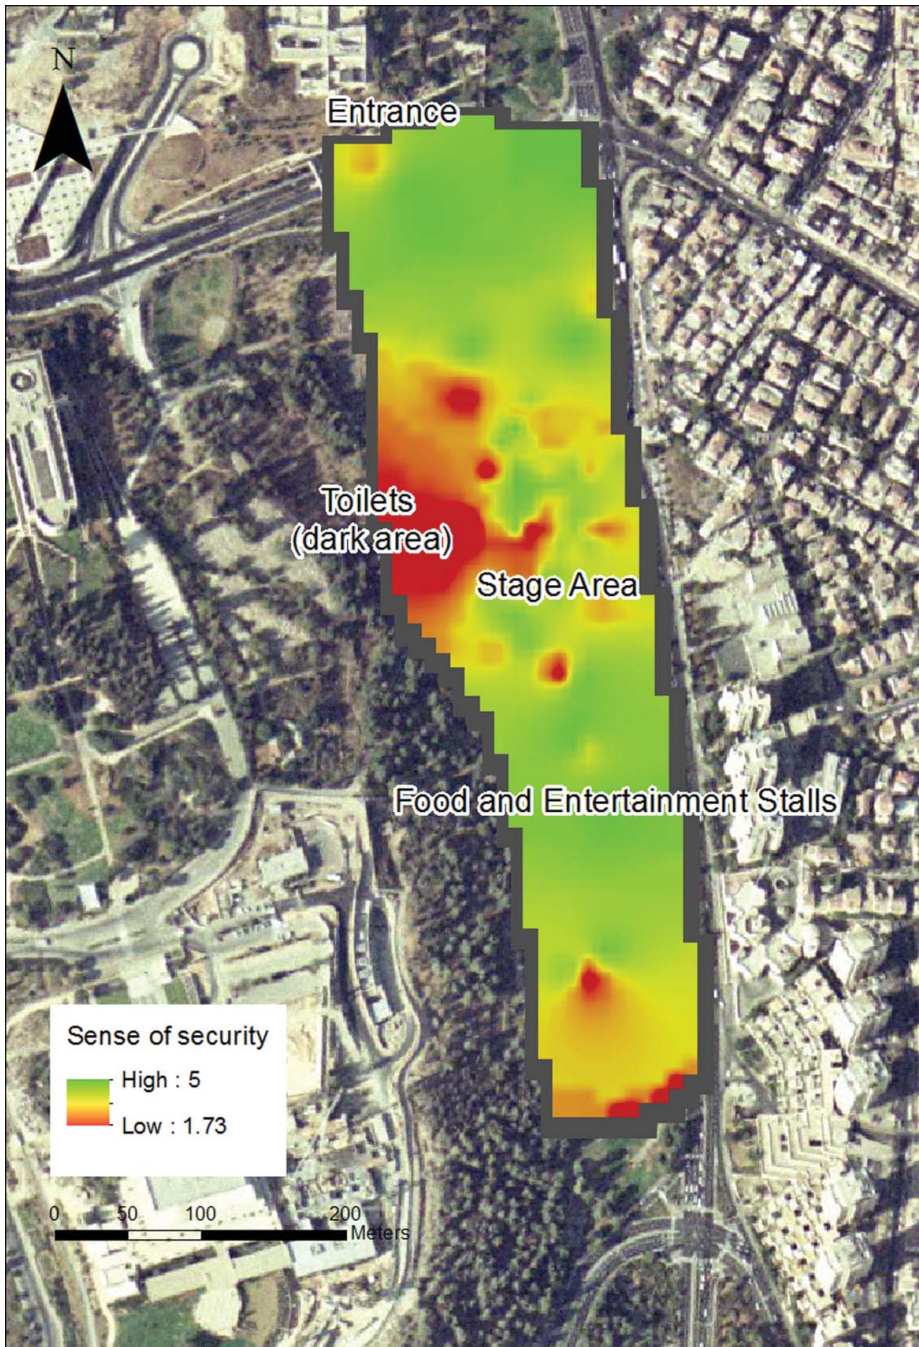 N
Entrance
Toilets
(dark area)
Stage Area
Food and Entertainment Stalls
Sense of security
High : 5
Low : 1.73
0 50 100 200
Meters